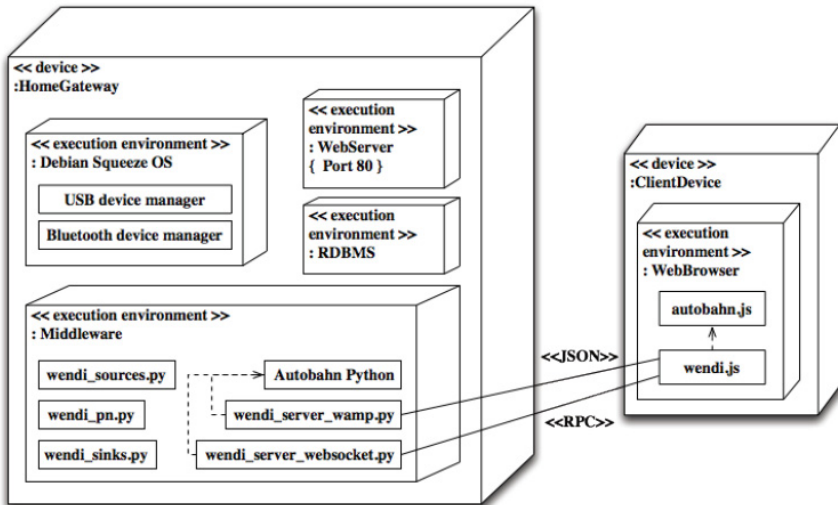 << device >>
:HomeGateway
<< execution environment >>
: Debian Squeeze OS
USB device manager
Bluetooth device manager
<< execution
environment >>
: WebServer
{ Port 80 }
<< execution
environment >>
: RDBMS
<< execution environment >>
: Middleware
wendi_sources.py
Autobahn Python
wendi_pn.py
wendi_server_wamp.py
wendi_sinks.py
wendi_server_websocket.py
<<JSON>>
<<RPC>>
<< device >>
:ClientDevice
<< execution
environment >>
: WebBrowser
autobahn.js
wendi.js